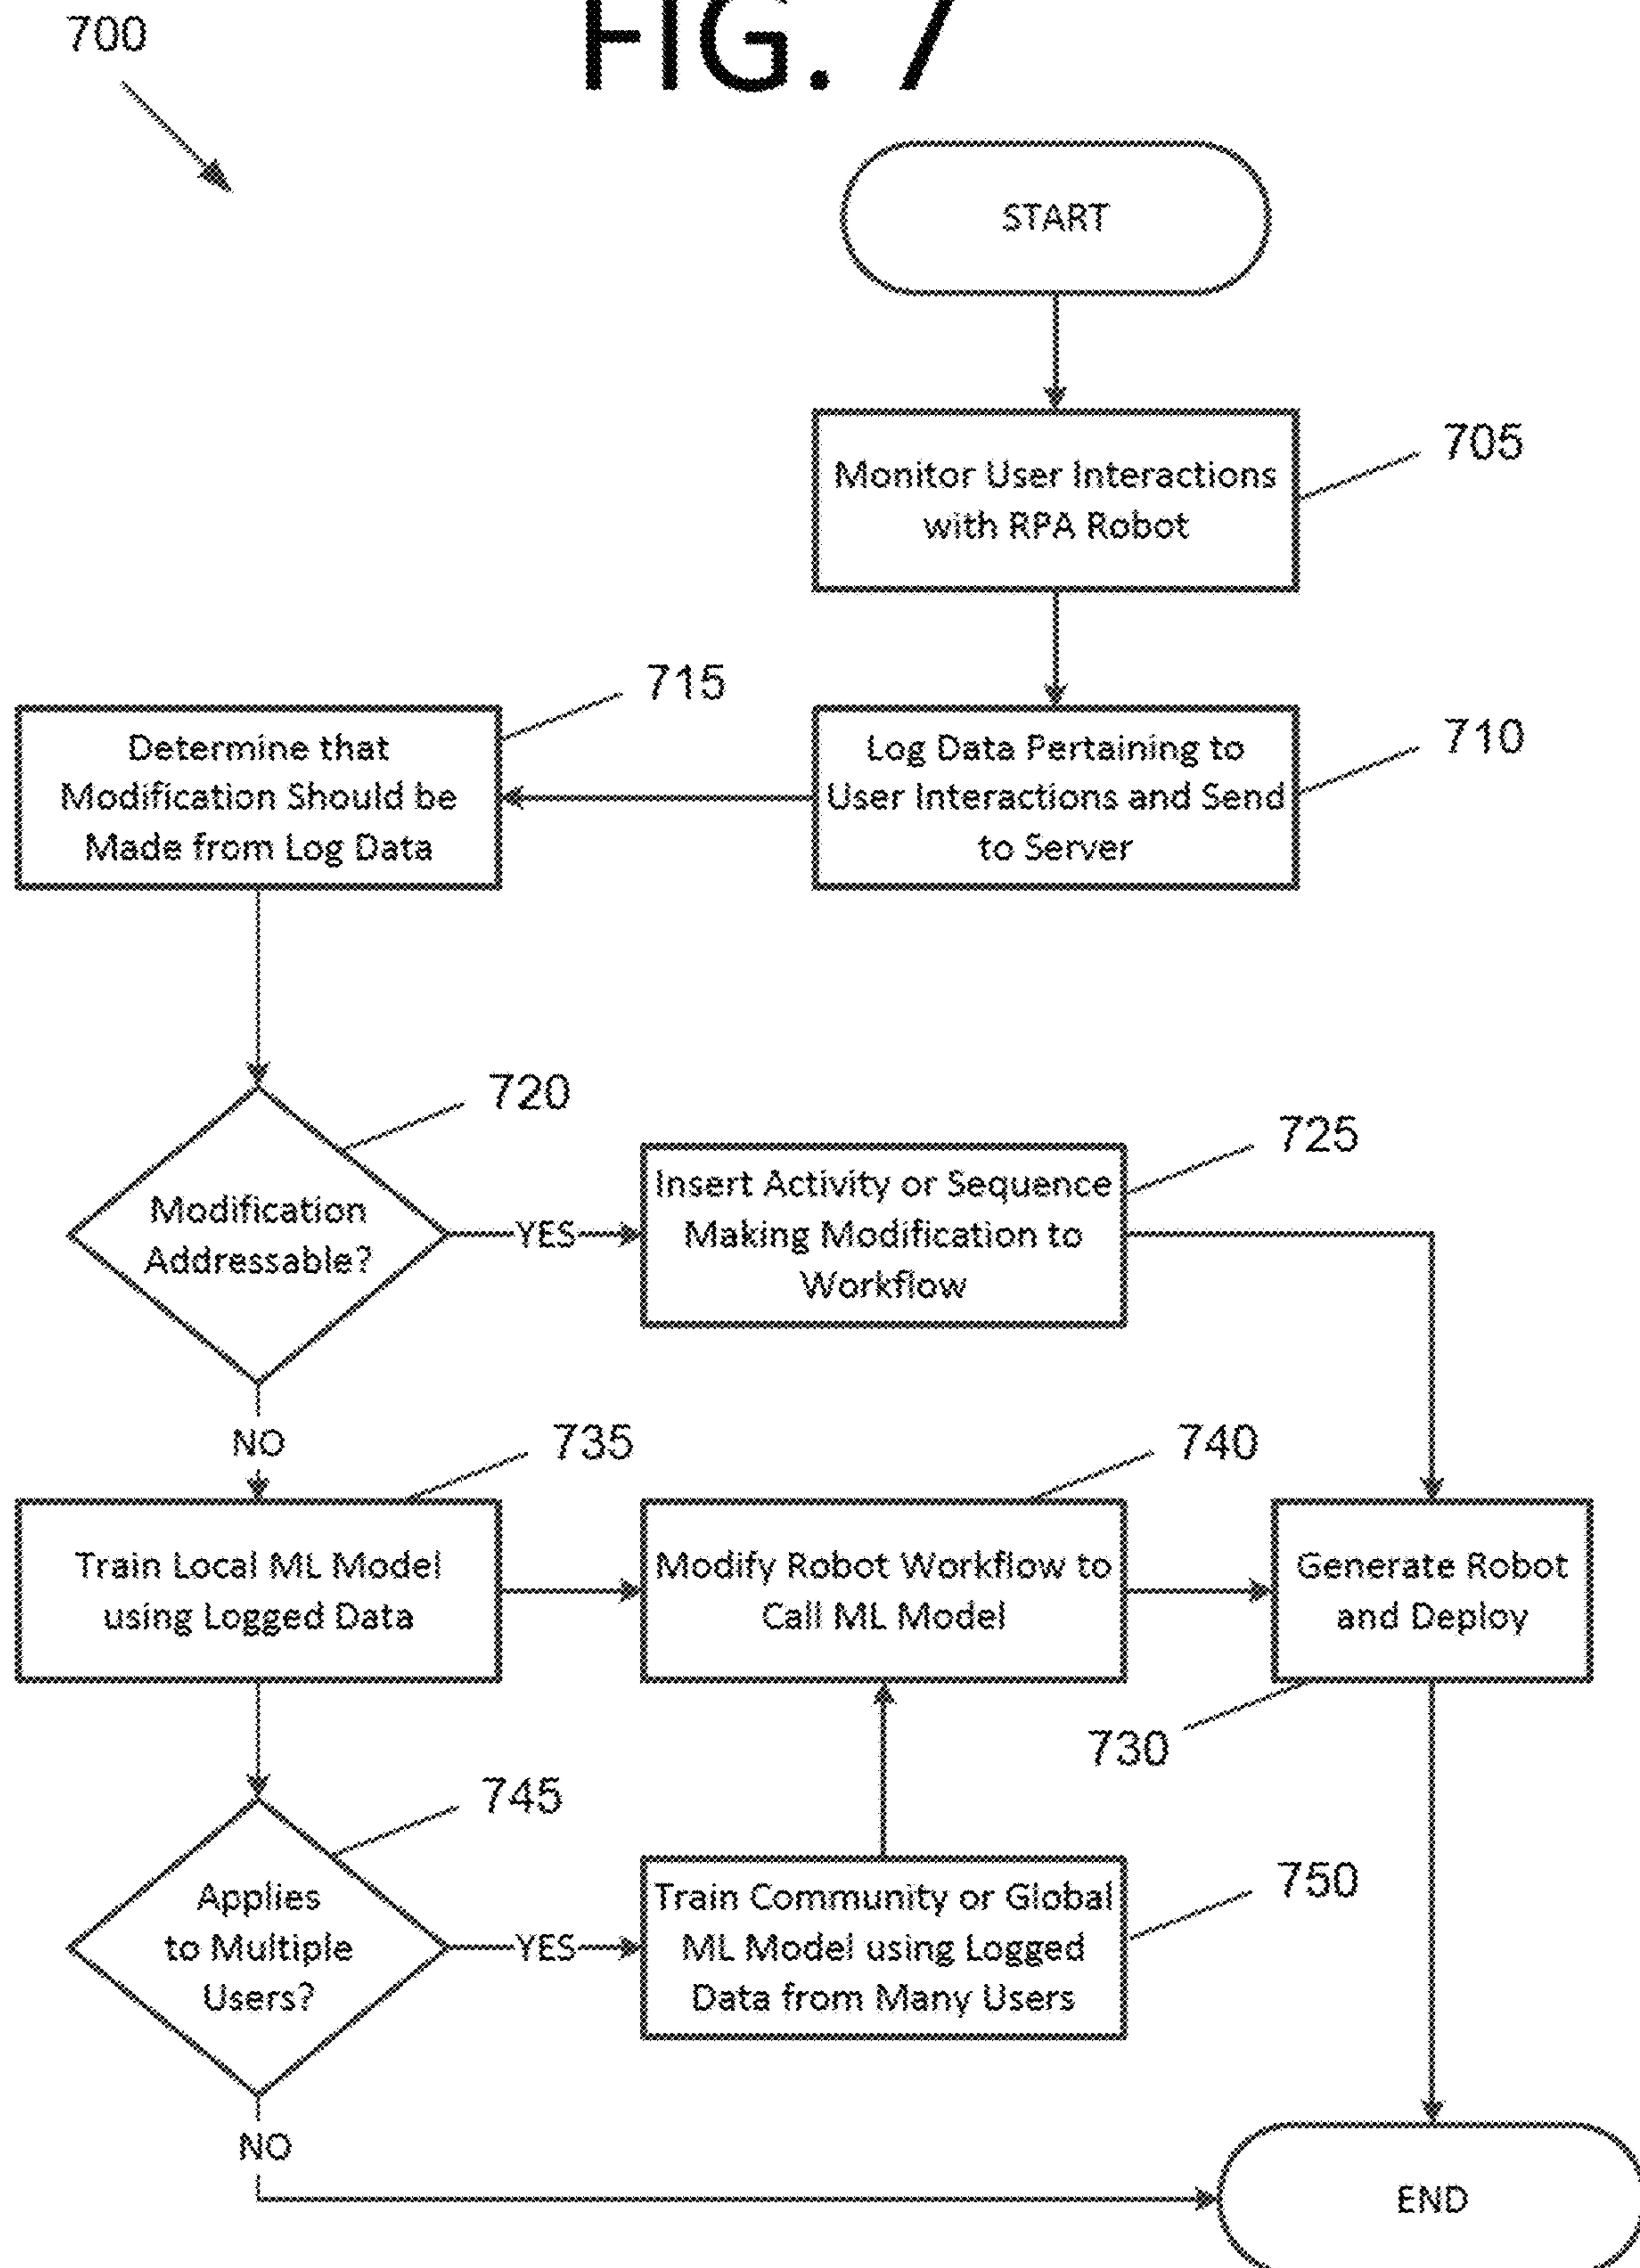 700
FIG. 7
START
Monitor User Interactions
with RPA Robot
705
715
Determine that
Modification Should be
Made from Log Data
Log Data Pertaining to
User Interactions and Send
to Server
710
720
Modification
Addressable?
YES
Insert Activity or Sequence
Making Modification to
Workflow
725
NO
735
Train Local ML Model
using Logged Data
740
Modify Robot Workflow to
Call ML Model
Generate Robot
and Deploy
730
745
Applies
to Multiple
Users?
YES
Train Community or Global
ML Model using Logged
Data from Many Users
750
NO
END